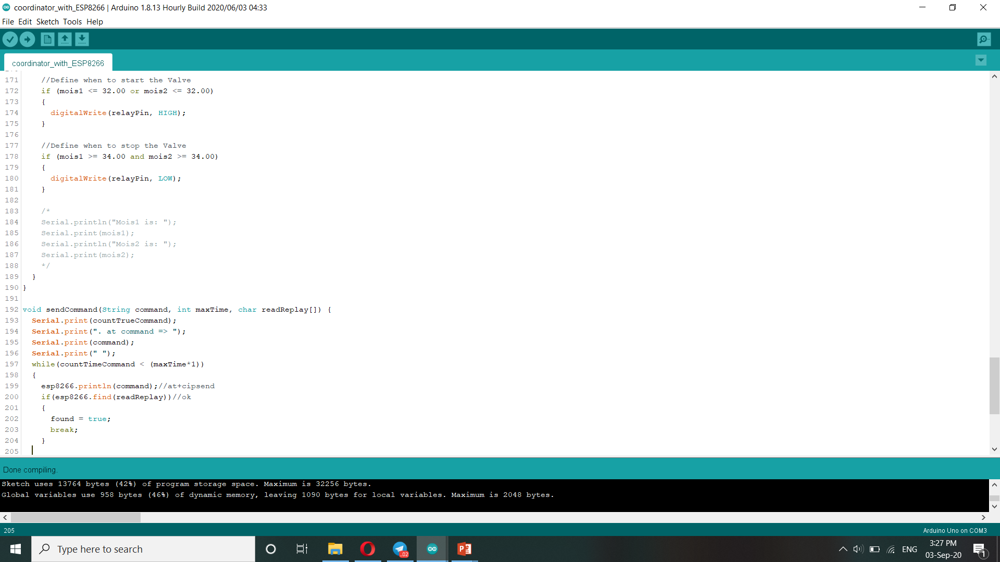 coordinator_with_ESP8266 | Arduino 1.8.13 Hourly Build 2020/06/03 04:33
File Edit Sketch Tools Help
coordinator_with_ESP8266
171 //Define when to start the Valve
172 if (mois1 <= 32.00 or mois2 <= 32.00)
173 {
174 digitalWrite(relayPin, HIGH);
175 }
176
177 //Define when to stop the Valve
178 if (mois1 >= 34.00 and mois2 >= 34.00)
179 {
180 digitalWrite(relayPin, LOW);
181 }
182
183 /*
184 Serial.println("Mois1 is: ");
185 Serial.print(mois1);
186 Serial.println("Mois2 is: ");
187 Serial.print(mois2);
188 */
189 }
190 }
191
192 void sendCommand(String command, int maxTime, char readReplay[]) {
193 Serial.print(countTrueCommand);
194 Serial.print(". at command => ");
195 Serial.print(command);
196 Serial.print(" ");
197 while(countTimeCommand < (maxTime*1))
198 {
199 esp8266.println(command);//at+cipsend
200 if(esp8266.find(readReplay))//ok
201 {
202 found = true;
203 break;
204 }
205
Done compiling.
Sketch uses 13764 bytes (42%) of program storage space. Maximum is 32256 bytes.
Global variables use 958 bytes (46%) of dynamic memory, leaving 1090 bytes for local variables. Maximum is 2048 bytes.
205
Arduino Uno on COM3
Type here to search
..02
ENG
3:27 PM
03-Sep-20
1